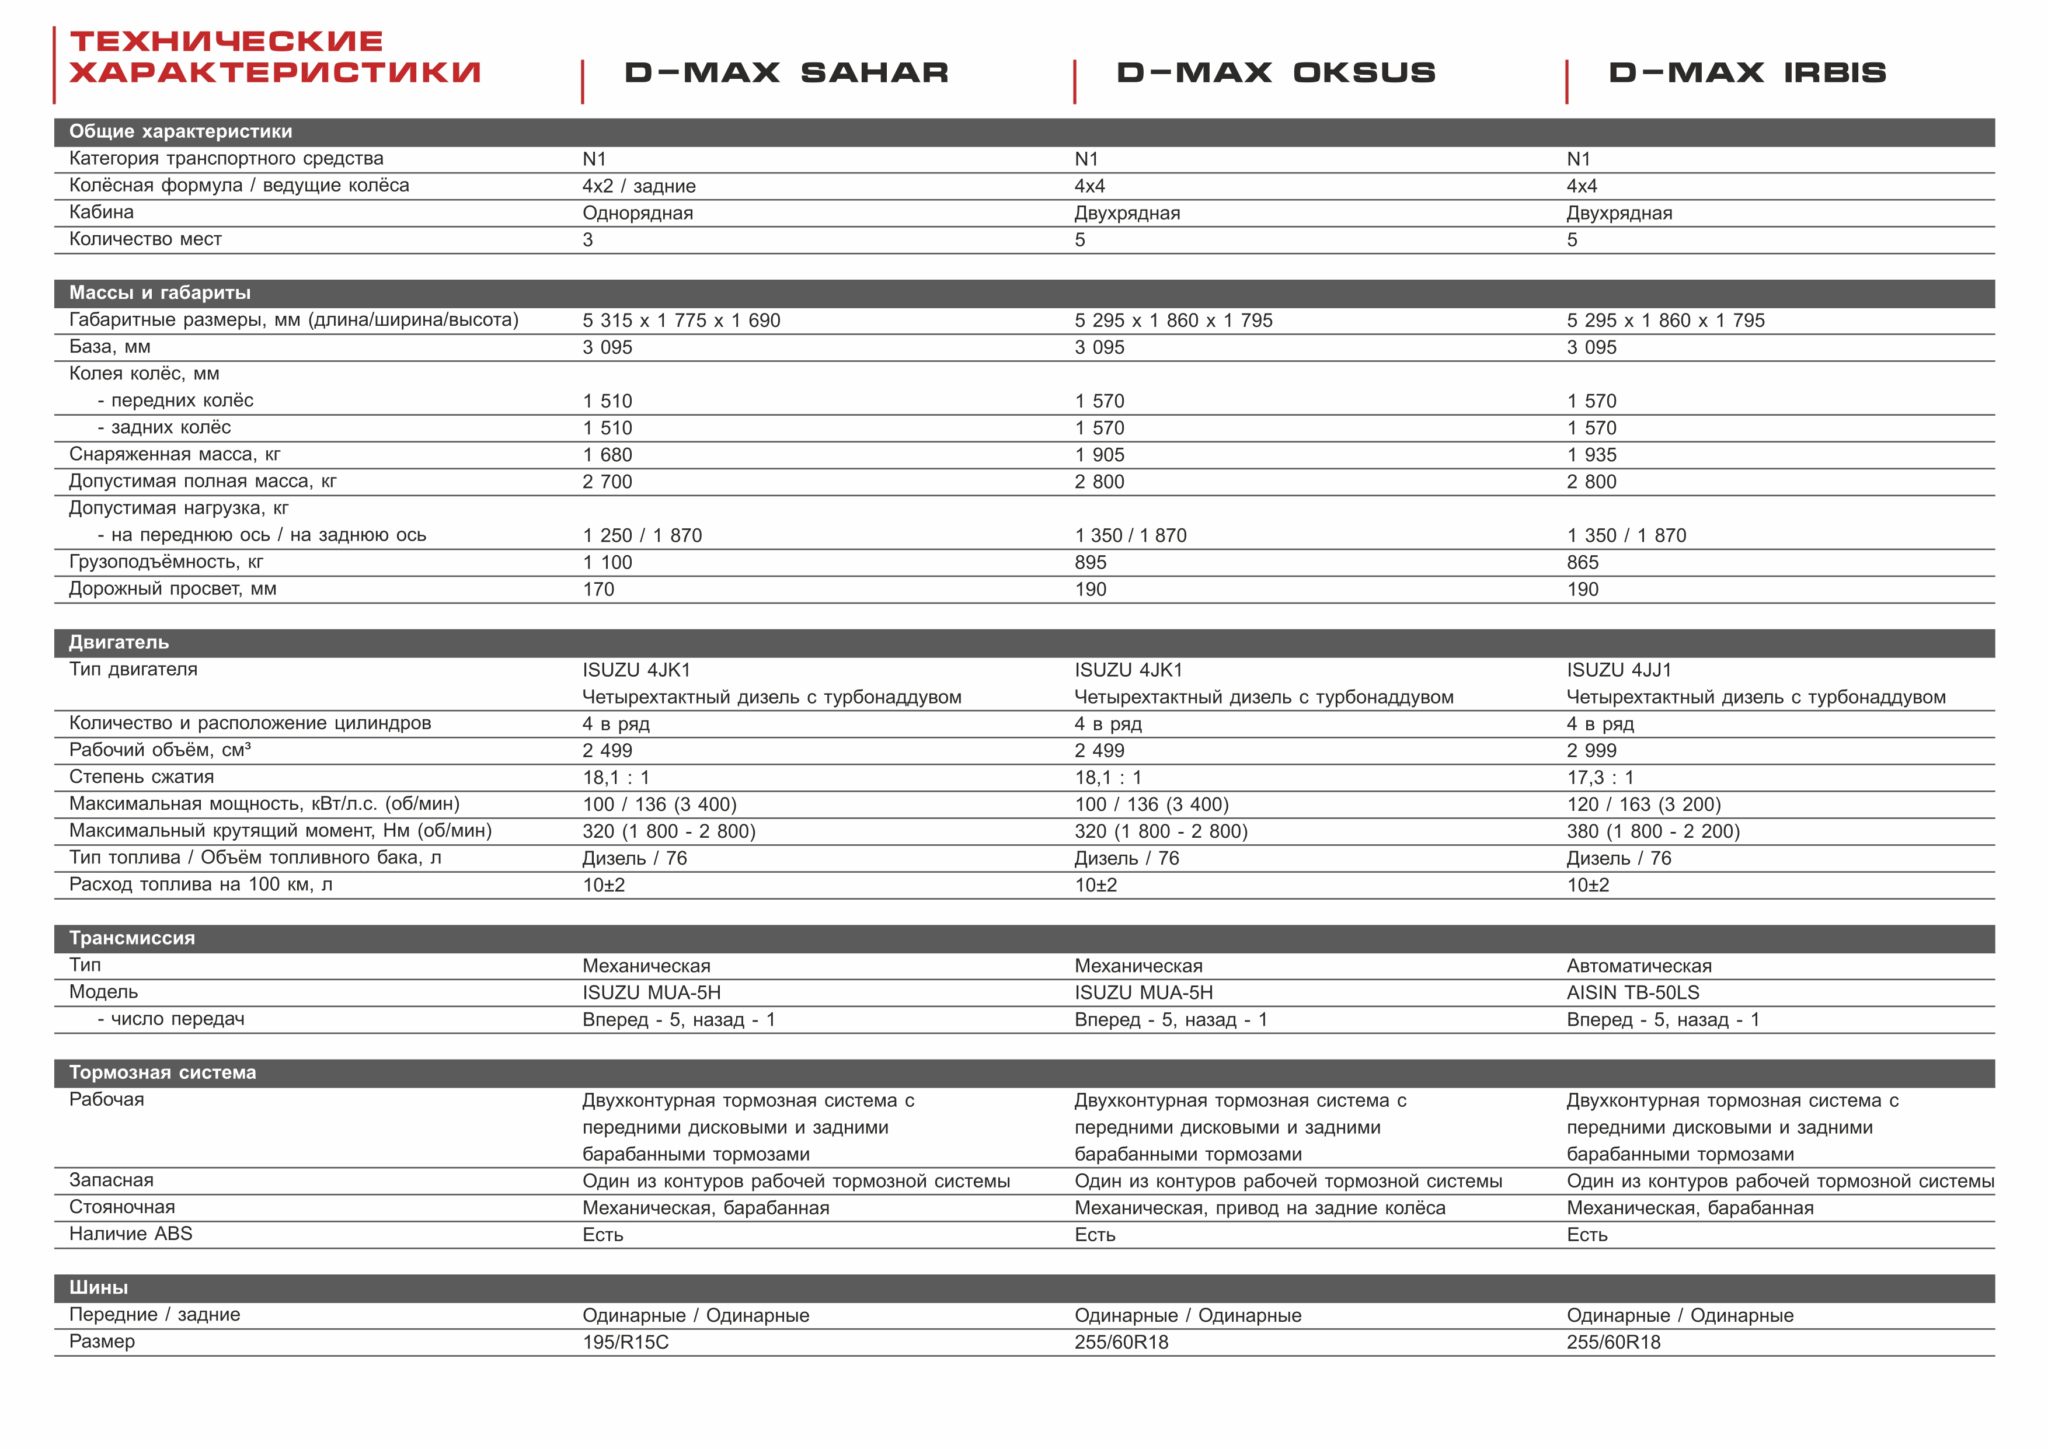 ТЕХНИЧЕСКИЕ
ХАРАКТЕРИСТИКИ D-MAX SAHAR D-MAX OKSUS D-MAX IRBIS
Общие характеристики
Категория транспортного средства N1 N1 N1
Колёсная формула / ведущие колёса 4x2 / задние 4x4 4x4
Кабина Однорядная Двухрядная Двухрядная
Количество мест 3 5 5
Массы и габариты
Габаритные размеры, мм (длина/ширина/высота) 5 315 x 1 775 x 1 690 5 295 x 1 860 x 1 795 5 295 x 1 860 x 1 795
База, мм 3 095 3 095 3 095
Колея колёс, мм
- передних колёс 1 510 1 570 1 570
- задних колёс 1 510 1 570 1 570
Снаряженная масса, кг 1 680 1 905 1 935
Допустимая полная масса, кг 2 700 2 800 2 800
Допустимая нагрузка, кг
- на переднюю ось / на заднюю ось 1 250 / 1 870 1 350 / 1 870 1 350 / 1 870
Грузоподъёмность, кг 1 100 895 865
Дорожный просвет, мм 170 190 190
Двигатель
Тип двигателя ISUZU 4JK1 ISUZU 4JK1 ISUZU 4JJ1
Четырехтактный дизель с турбонаддувом Четырехтактный дизель с турбонаддувом Четырехтактный дизель с турбонаддувом
Количество и расположение цилиндров 4 в ряд 4 в ряд 4 в ряд
Рабочий объём, см³ 2 499 2 499 2 999
Степень сжатия 18,1 : 1 18,1 : 1 17,3 : 1
Максимальная мощность, кВт/л.с. (об/мин) 100 / 136 (3 400) 100 / 136 (3 400) 120 / 163 (3 200)
Максимальный крутящий момент, Нм (об/мин) 320 (1 800 - 2 800) 320 (1 800 - 2 800) 380 (1 800 - 2 200)
Тип топлива / Объём топливного бака, л Дизель / 76 Дизель / 76 Дизель / 76
Расход топлива на 100 км, л 10±2 10±2 10±2
Трансмиссия
Тип Механическая Механическая Автоматическая
Модель ISUZU MUA-5H ISUZU MUA-5H AISIN TB-50LS
- число передач Вперед - 5, назад - 1 Вперед - 5, назад - 1 Вперед - 5, назад - 1
Тормозная система
Рабочая Двухконтурная тормозная система с Двухконтурная тормозная система с Двухконтурная тормозная система с
передними дисковыми и задними передними дисковыми и задними передними дисковыми и задними
барабанными тормозами барабанными тормозами барабанными тормозами
Запасная Один из контуров рабочей тормозной системы Один из контуров рабочей тормозной системы Один из контуров рабочей тормозной системы
Стояночная Механическая, барабанная Механическая, привод на задние колёса Механическая, барабанная
Наличие ABS Есть Есть Есть
Шины
Передние / задние Одинарные / Одинарные Одинарные / Одинарные Одинарные / Одинарные
Размер 195/R15C 255/60R18 255/60R18